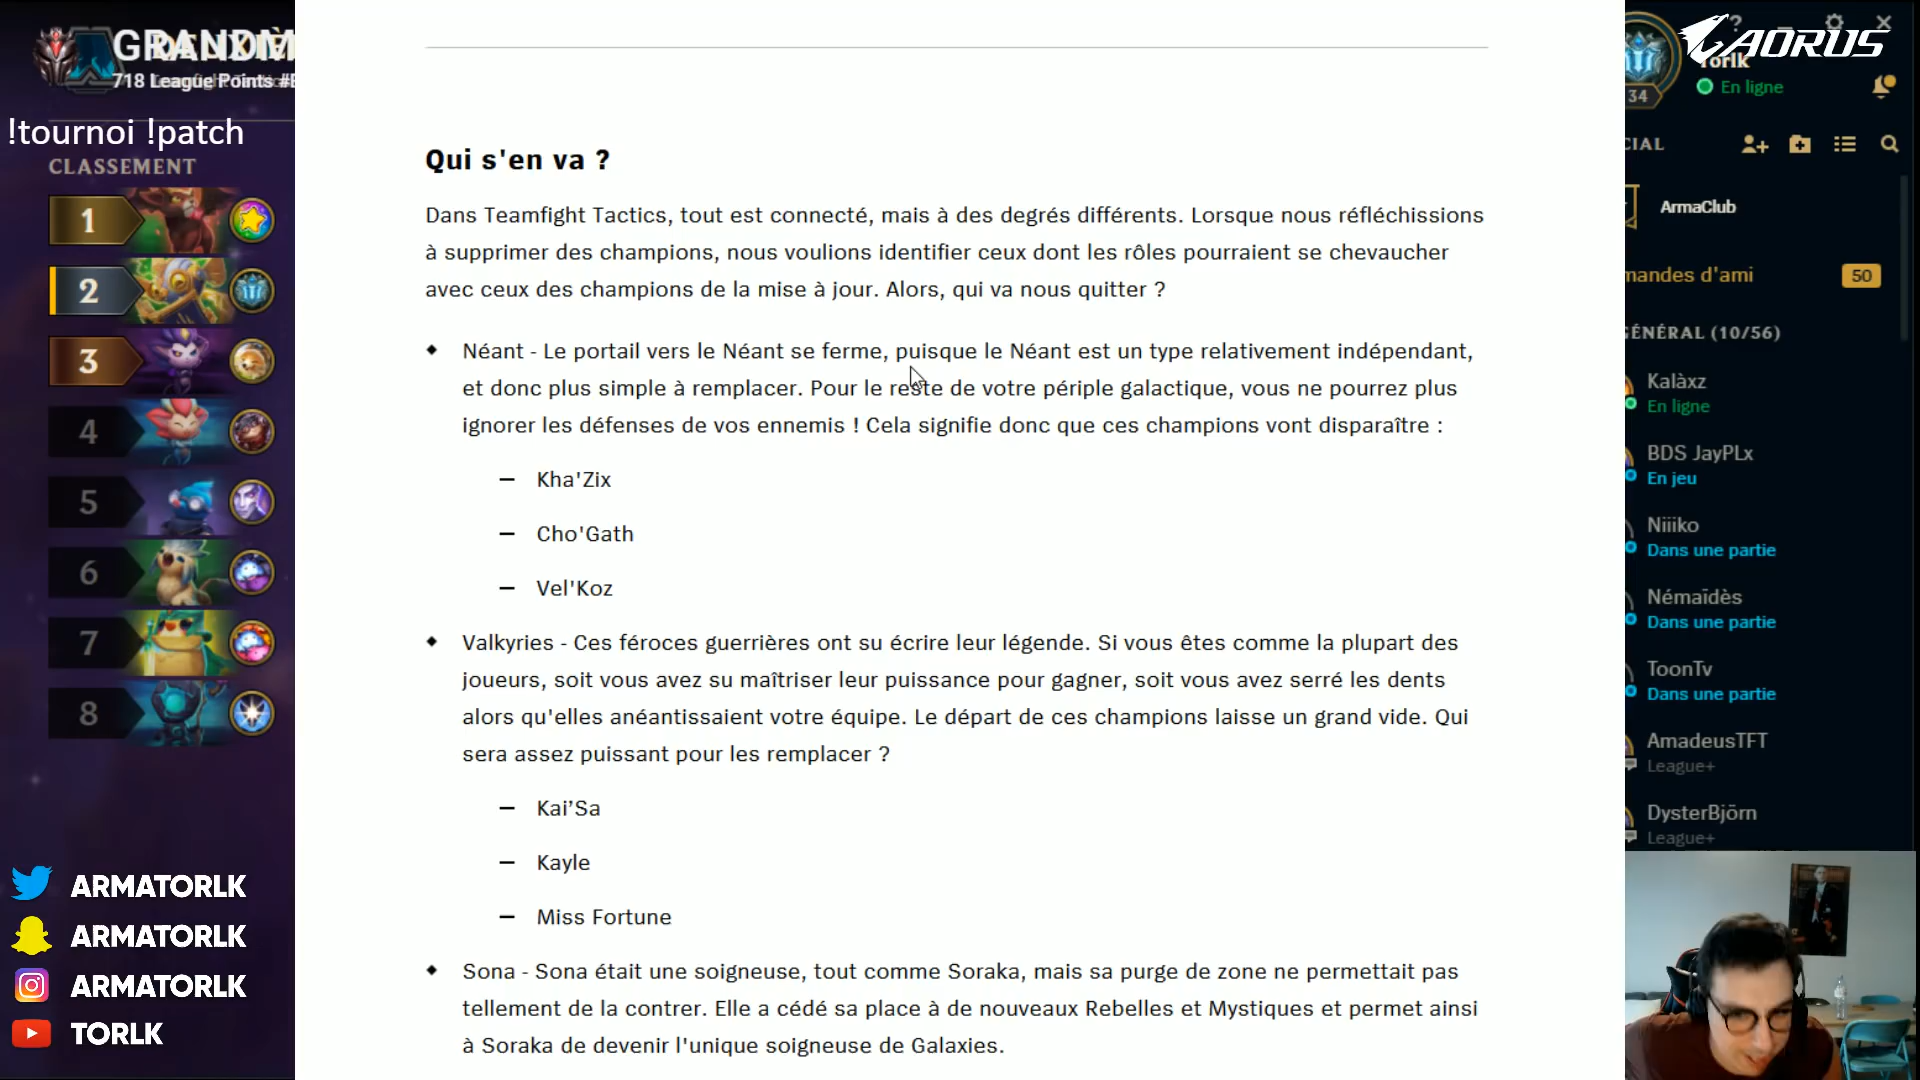 718 League Points
!tournoi !patch
CLASSEMENT
1
2
3
4
5
6
7
8
ARMATORLK
ARMATORLK
ARMATORLK
TORLK
Qui s'en va ?
Dans Teamfight Tactics, tout est connecté, mais à des degrés différents. Lorsque nous réfléchissions
à supprimer des champions, nous voulions identifier ceux dont les rôles pourraient se chevaucher
avec ceux des champions de la mise à jour. Alors, qui va nous quitter ?
◆ Néant - Le portail vers le Néant se ferme, puisque le Néant est un type relativement indépendant,
et donc plus simple à remplacer. Pour le reste de votre périple galactique, vous ne pourrez plus
ignorer les défenses de vos ennemis ! Cela signifie donc que ces champions vont disparaître :
— Kha'Zix
— Cho'Gath
— Vel'Koz
◆ Valkyries - Ces féroces guerrières ont su écrire leur légende. Si vous êtes comme la plupart des
joueurs, soit vous avez su maîtriser leur puissance pour gagner, soit vous avez serré les dents
alors qu'elles anéantissaient votre équipe. Le départ de ces champions laisse un grand vide. Qui
sera assez puissant pour les remplacer ?
— Kai’Sa
— Kayle
— Miss Fortune
◆ Sona - Sona était une soigneuse, tout comme Soraka, mais sa purge de zone ne permettait pas
tellement de la contrer. Elle a cédé sa place à de nouveaux Rebelles et Mystiques et permet ainsi
à Soraka de devenir l'unique soigneuse de Galaxies.
AORUS
Torlk
34
En ligne
CIAL
ArmaClub
mandes d'ami
50
GÉNÉRAL (10/56)
Kalàxz
En ligne
BDS JayPLx
En jeu
Niiiko
Dans une partie
Némaïdès
Dans une partie
ToonTv
Dans une partie
AmadeusTFT
League+
DysterBjörn
League+